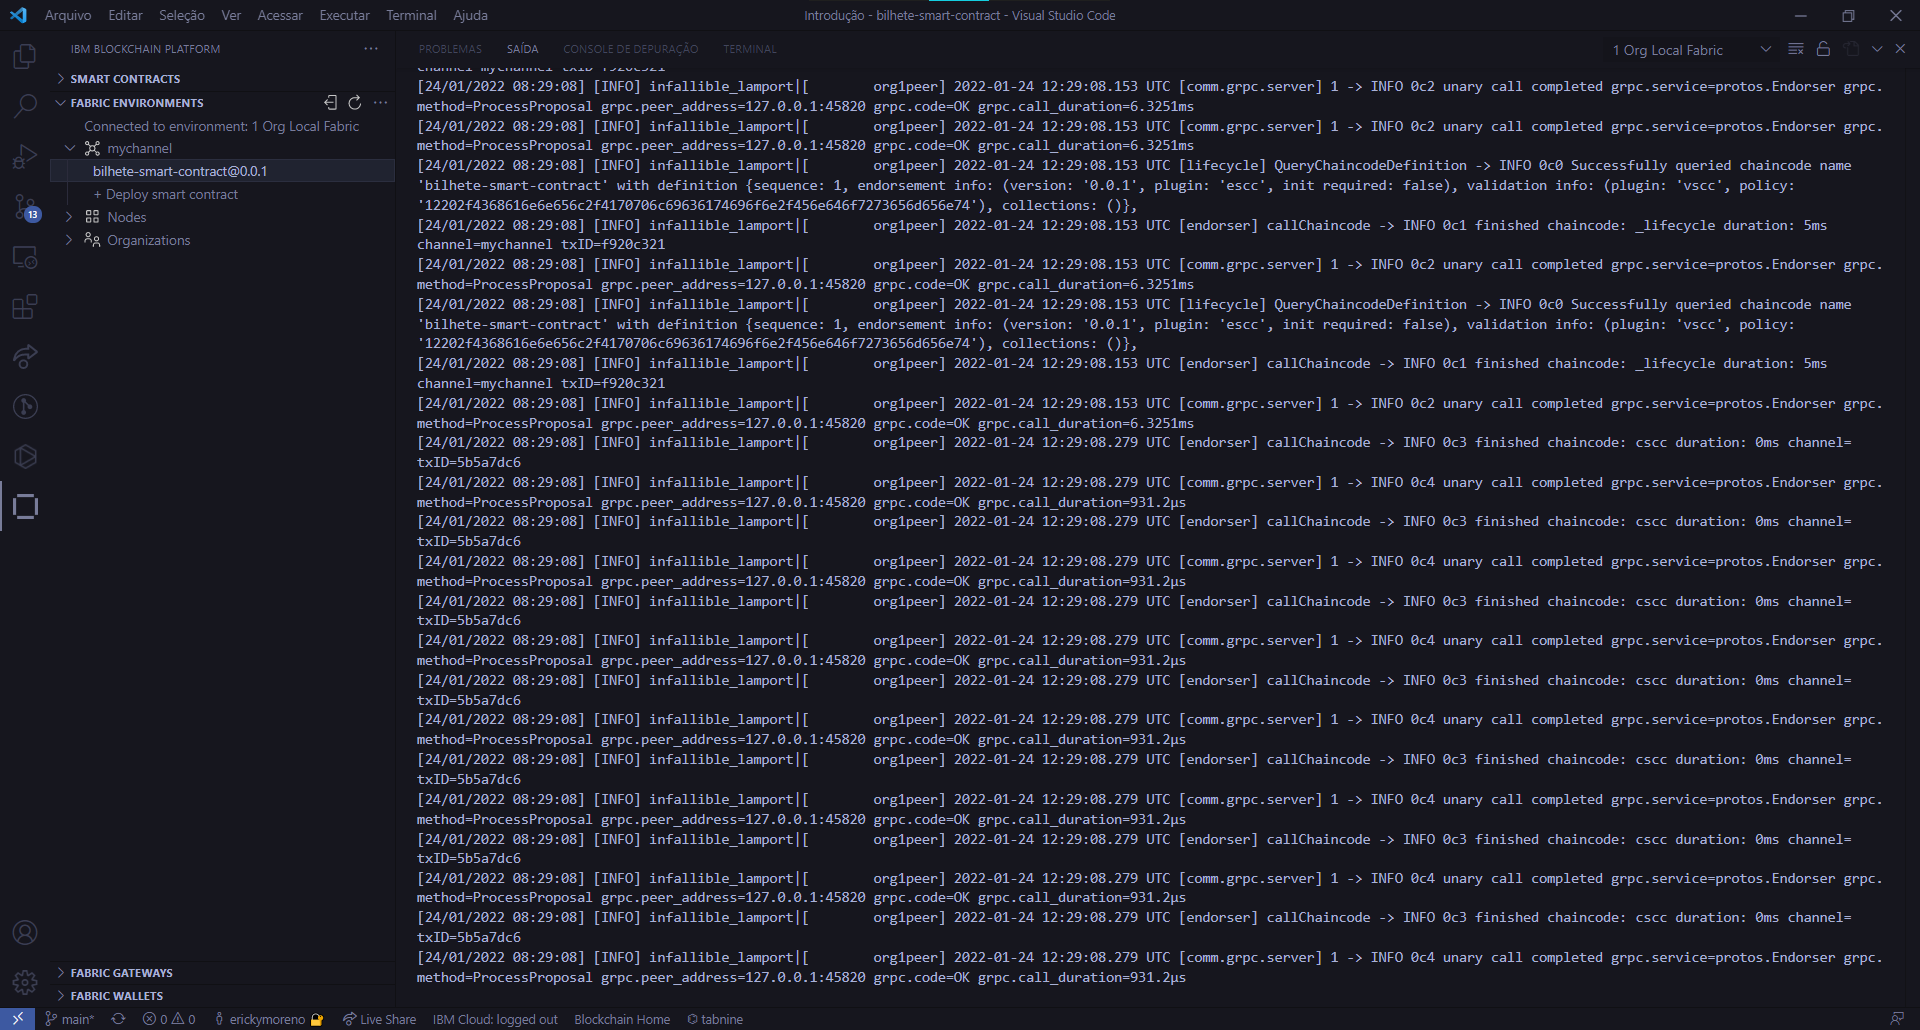 Arquivo Editar Seleção Ver Acessar Executar Terminal Ajuda
Introdução - bilhete-smart-contract - Visual Studio Code
IBM BLOCKCHAIN PLATFORM
SMART CONTRACTS
FABRIC ENVIRONMENTS
Connected to environment: 1 Org Local Fabric
mychannel
bilhete-smart-contract@0.0.1
+ Deploy smart contract
Nodes
Organizations
13
FABRIC GATEWAYS
FABRIC WALLETS
PROBLEMAS SAÍDA CONSOLE DE DEPURAÇÃO TERMINAL
1 Org Local Fabric
channel=mychannel txID=f920c321
[24/01/2022 08:29:08] [INFO] infallible_lamport|[        org1peer] 2022-01-24 12:29:08.153 UTC [comm.grpc.server] 1 -> INFO 0c2 unary call completed grpc.service=protos.Endorser grpc.
method=ProcessProposal grpc.peer_address=127.0.0.1:45820 grpc.code=OK grpc.call_duration=6.3251ms
[24/01/2022 08:29:08] [INFO] infallible_lamport|[        org1peer] 2022-01-24 12:29:08.153 UTC [comm.grpc.server] 1 -> INFO 0c2 unary call completed grpc.service=protos.Endorser grpc.
method=ProcessProposal grpc.peer_address=127.0.0.1:45820 grpc.code=OK grpc.call_duration=6.3251ms
[24/01/2022 08:29:08] [INFO] infallible_lamport|[        org1peer] 2022-01-24 12:29:08.153 UTC [lifecycle] QueryChaincodeDefinition -> INFO 0c0 Successfully queried chaincode name
'bilhete-smart-contract' with definition {sequence: 1, endorsement info: (version: '0.0.1', plugin: 'escc', init required: false), validation info: (plugin: 'vscc', policy:
'12202f4368616e6e656c2f4170706c69636174696f6e2f456e646f7273656d656e74'), collections: ()},
[24/01/2022 08:29:08] [INFO] infallible_lamport|[        org1peer] 2022-01-24 12:29:08.153 UTC [endorser] callChaincode -> INFO 0c1 finished chaincode: _lifecycle duration: 5ms
channel=mychannel txID=f920c321
[24/01/2022 08:29:08] [INFO] infallible_lamport|[        org1peer] 2022-01-24 12:29:08.153 UTC [comm.grpc.server] 1 -> INFO 0c2 unary call completed grpc.service=protos.Endorser grpc.
method=ProcessProposal grpc.peer_address=127.0.0.1:45820 grpc.code=OK grpc.call_duration=6.3251ms
[24/01/2022 08:29:08] [INFO] infallible_lamport|[        org1peer] 2022-01-24 12:29:08.153 UTC [lifecycle] QueryChaincodeDefinition -> INFO 0c0 Successfully queried chaincode name
'bilhete-smart-contract' with definition {sequence: 1, endorsement info: (version: '0.0.1', plugin: 'escc', init required: false), validation info: (plugin: 'vscc', policy:
'12202f4368616e6e656c2f4170706c69636174696f6e2f456e646f7273656d656e74'), collections: ()},
[24/01/2022 08:29:08] [INFO] infallible_lamport|[        org1peer] 2022-01-24 12:29:08.153 UTC [endorser] callChaincode -> INFO 0c1 finished chaincode: _lifecycle duration: 5ms
channel=mychannel txID=f920c321
[24/01/2022 08:29:08] [INFO] infallible_lamport|[        org1peer] 2022-01-24 12:29:08.153 UTC [comm.grpc.server] 1 -> INFO 0c2 unary call completed grpc.service=protos.Endorser grpc.
method=ProcessProposal grpc.peer_address=127.0.0.1:45820 grpc.code=OK grpc.call_duration=6.3251ms
[24/01/2022 08:29:08] [INFO] infallible_lamport|[        org1peer] 2022-01-24 12:29:08.279 UTC [endorser] callChaincode -> INFO 0c3 finished chaincode: cscc duration: 0ms channel=
txID=5b5a7dc6
[24/01/2022 08:29:08] [INFO] infallible_lamport|[        org1peer] 2022-01-24 12:29:08.279 UTC [comm.grpc.server] 1 -> INFO 0c4 unary call completed grpc.service=protos.Endorser grpc.
method=ProcessProposal grpc.peer_address=127.0.0.1:45820 grpc.code=OK grpc.call_duration=931.2µs
[24/01/2022 08:29:08] [INFO] infallible_lamport|[        org1peer] 2022-01-24 12:29:08.279 UTC [endorser] callChaincode -> INFO 0c3 finished chaincode: cscc duration: 0ms channel=
txID=5b5a7dc6
[24/01/2022 08:29:08] [INFO] infallible_lamport|[        org1peer] 2022-01-24 12:29:08.279 UTC [comm.grpc.server] 1 -> INFO 0c4 unary call completed grpc.service=protos.Endorser grpc.
method=ProcessProposal grpc.peer_address=127.0.0.1:45820 grpc.code=OK grpc.call_duration=931.2µs
[24/01/2022 08:29:08] [INFO] infallible_lamport|[        org1peer] 2022-01-24 12:29:08.279 UTC [endorser] callChaincode -> INFO 0c3 finished chaincode: cscc duration: 0ms channel=
txID=5b5a7dc6
[24/01/2022 08:29:08] [INFO] infallible_lamport|[        org1peer] 2022-01-24 12:29:08.279 UTC [comm.grpc.server] 1 -> INFO 0c4 unary call completed grpc.service=protos.Endorser grpc.
method=ProcessProposal grpc.peer_address=127.0.0.1:45820 grpc.code=OK grpc.call_duration=931.2µs
[24/01/2022 08:29:08] [INFO] infallible_lamport|[        org1peer] 2022-01-24 12:29:08.279 UTC [endorser] callChaincode -> INFO 0c3 finished chaincode: cscc duration: 0ms channel=
txID=5b5a7dc6
[24/01/2022 08:29:08] [INFO] infallible_lamport|[        org1peer] 2022-01-24 12:29:08.279 UTC [comm.grpc.server] 1 -> INFO 0c4 unary call completed grpc.service=protos.Endorser grpc.
method=ProcessProposal grpc.peer_address=127.0.0.1:45820 grpc.code=OK grpc.call_duration=931.2µs
[24/01/2022 08:29:08] [INFO] infallible_lamport|[        org1peer] 2022-01-24 12:29:08.279 UTC [endorser] callChaincode -> INFO 0c3 finished chaincode: cscc duration: 0ms channel=
txID=5b5a7dc6
[24/01/2022 08:29:08] [INFO] infallible_lamport|[        org1peer] 2022-01-24 12:29:08.279 UTC [comm.grpc.server] 1 -> INFO 0c4 unary call completed grpc.service=protos.Endorser grpc.
method=ProcessProposal grpc.peer_address=127.0.0.1:45820 grpc.code=OK grpc.call_duration=931.2µs
[24/01/2022 08:29:08] [INFO] infallible_lamport|[        org1peer] 2022-01-24 12:29:08.279 UTC [endorser] callChaincode -> INFO 0c3 finished chaincode: cscc duration: 0ms channel=
txID=5b5a7dc6
[24/01/2022 08:29:08] [INFO] infallible_lamport|[        org1peer] 2022-01-24 12:29:08.279 UTC [comm.grpc.server] 1 -> INFO 0c4 unary call completed grpc.service=protos.Endorser grpc.
method=ProcessProposal grpc.peer_address=127.0.0.1:45820 grpc.code=OK grpc.call_duration=931.2µs
[24/01/2022 08:29:08] [INFO] infallible_lamport|[        org1peer] 2022-01-24 12:29:08.279 UTC [endorser] callChaincode -> INFO 0c3 finished chaincode: cscc duration: 0ms channel=
txID=5b5a7dc6
[24/01/2022 08:29:08] [INFO] infallible_lamport|[        org1peer] 2022-01-24 12:29:08.279 UTC [comm.grpc.server] 1 -> INFO 0c4 unary call completed grpc.service=protos.Endorser grpc.
method=ProcessProposal grpc.peer_address=127.0.0.1:45820 grpc.code=OK grpc.call_duration=931.2µs
main* 0 0 erickymoreno Live Share IBM Cloud: logged out Blockchain Home tabnine